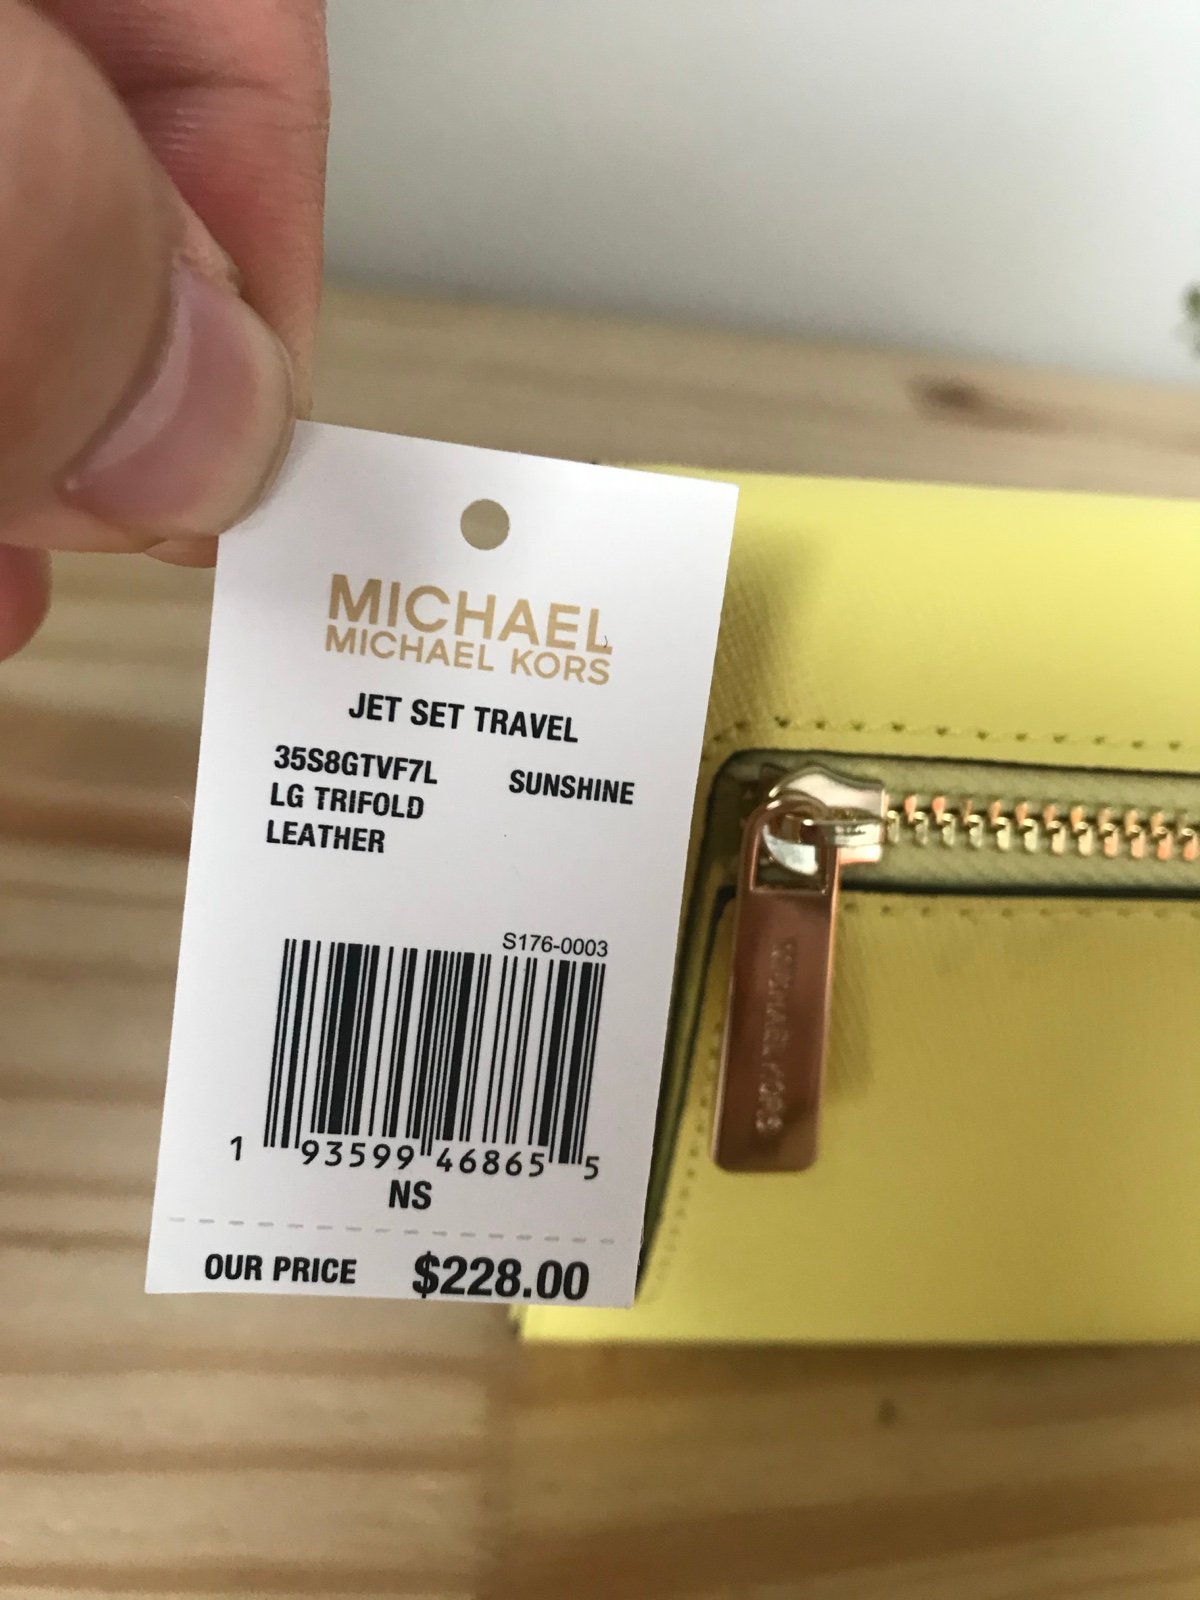 MICHAEL
MICHAEL KORS
JET SET TRAVEL
35S8GTVF7L SUNSHINE
LG TRIFOLD
LEATHER
S176-0003
1 93599 46865 5
NS
OUR PRICE $228.00
MICHAEL KORS